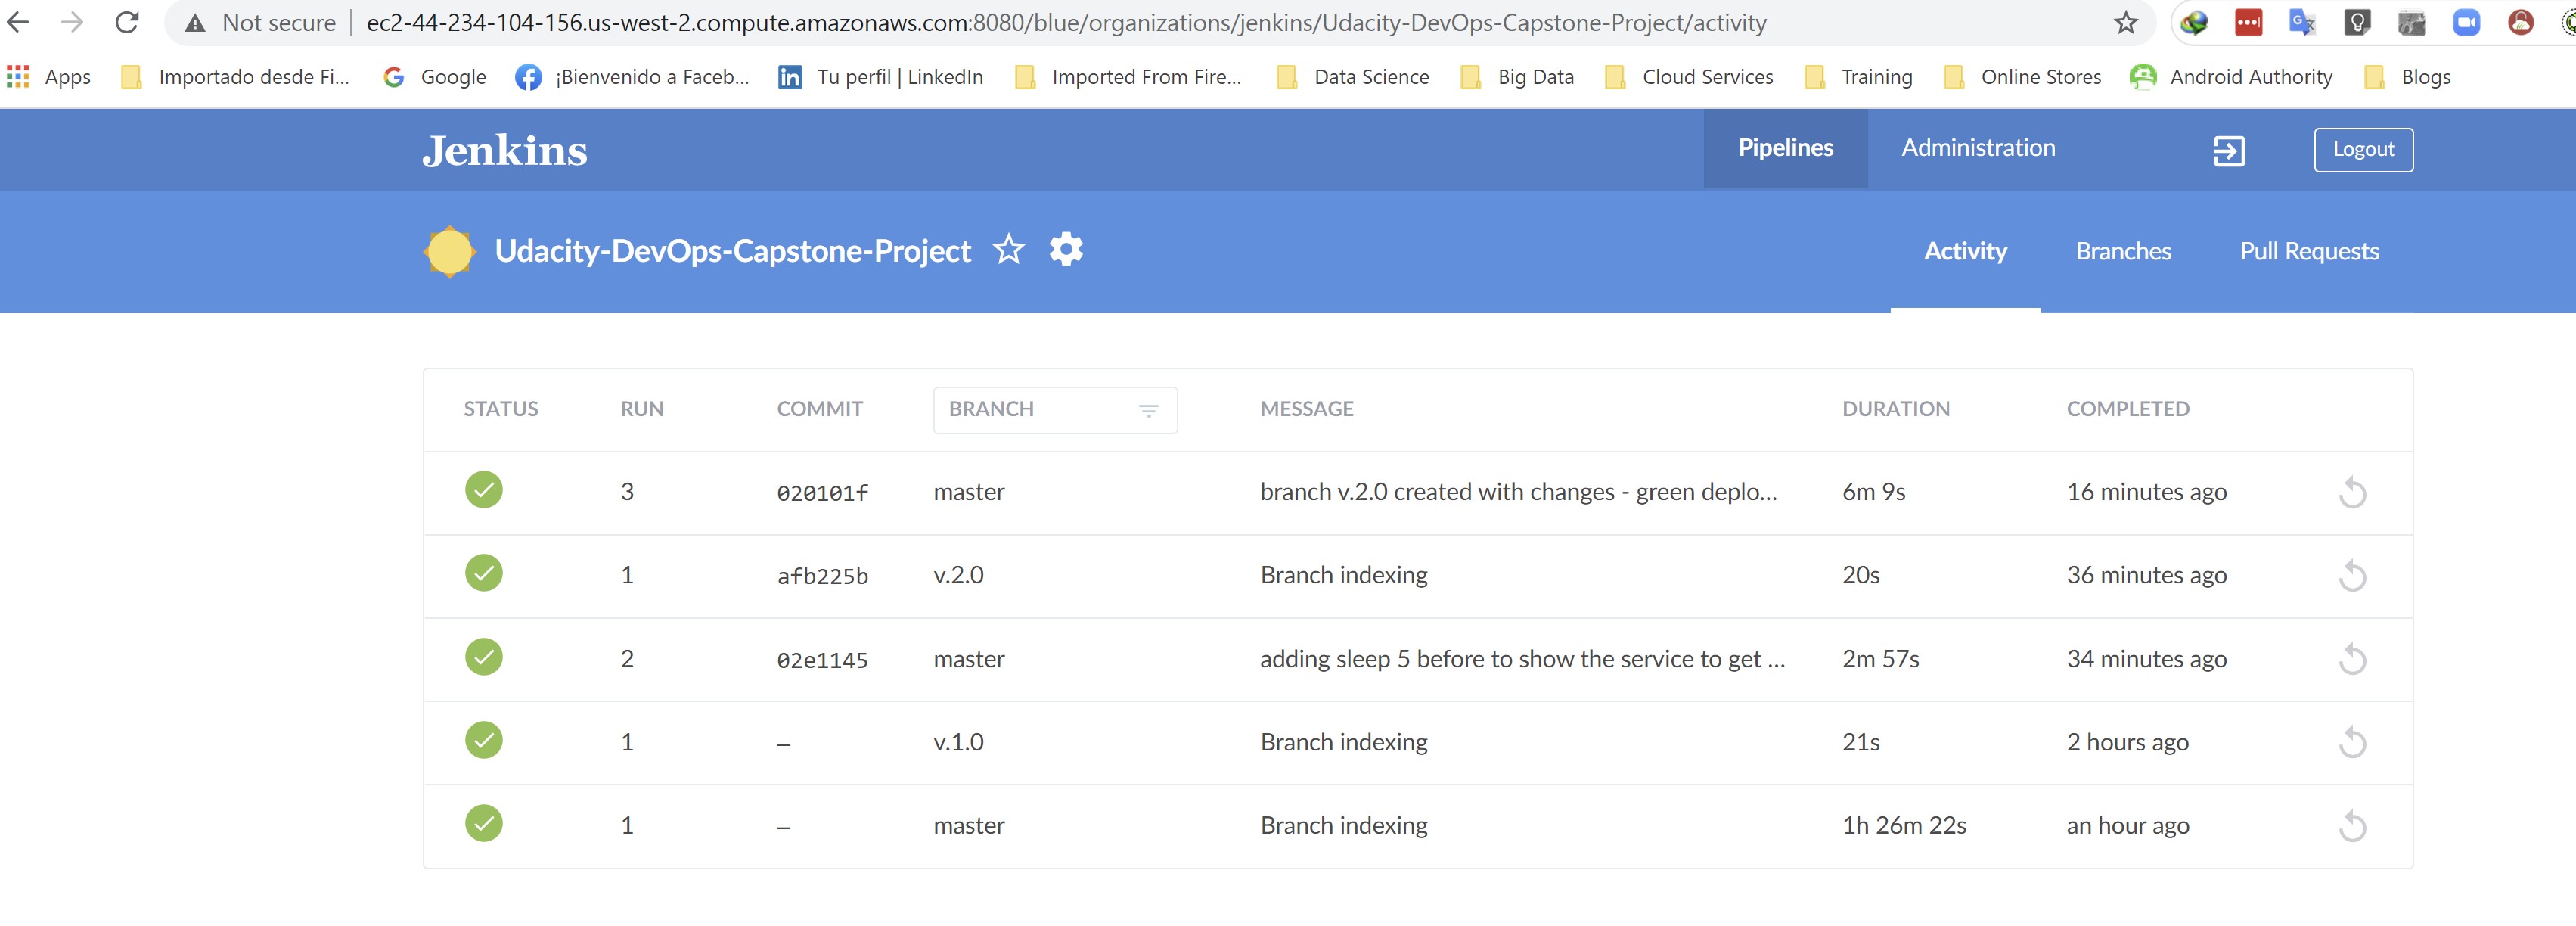 Not secure | ec2-44-234-104-156.us-west-2.compute.amazonaws.com:8080/blue/organizations/jenkins/Udacity-DevOps-Capstone-Project/activity
Apps Importado desde Fi... Google ¡Bienvenido a Faceb... Tu perfil | LinkedIn Imported From Fire... Data Science Big Data Cloud Services Training Online Stores Android Authority Blogs
Jenkins Pipelines Administration Logout
Udacity-DevOps-Capstone-Project Activity Branches Pull Requests
STATUS RUN COMMIT BRANCH MESSAGE DURATION COMPLETED
3 020101f master branch v.2.0 created with changes - green deplo... 6m 9s 16 minutes ago
1 afb225b v.2.0 Branch indexing 20s 36 minutes ago
2 02e1145 master adding sleep 5 before to show the service to get ... 2m 57s 34 minutes ago
1 – v.1.0 Branch indexing 21s 2 hours ago
1 – master Branch indexing 1h 26m 22s an hour ago